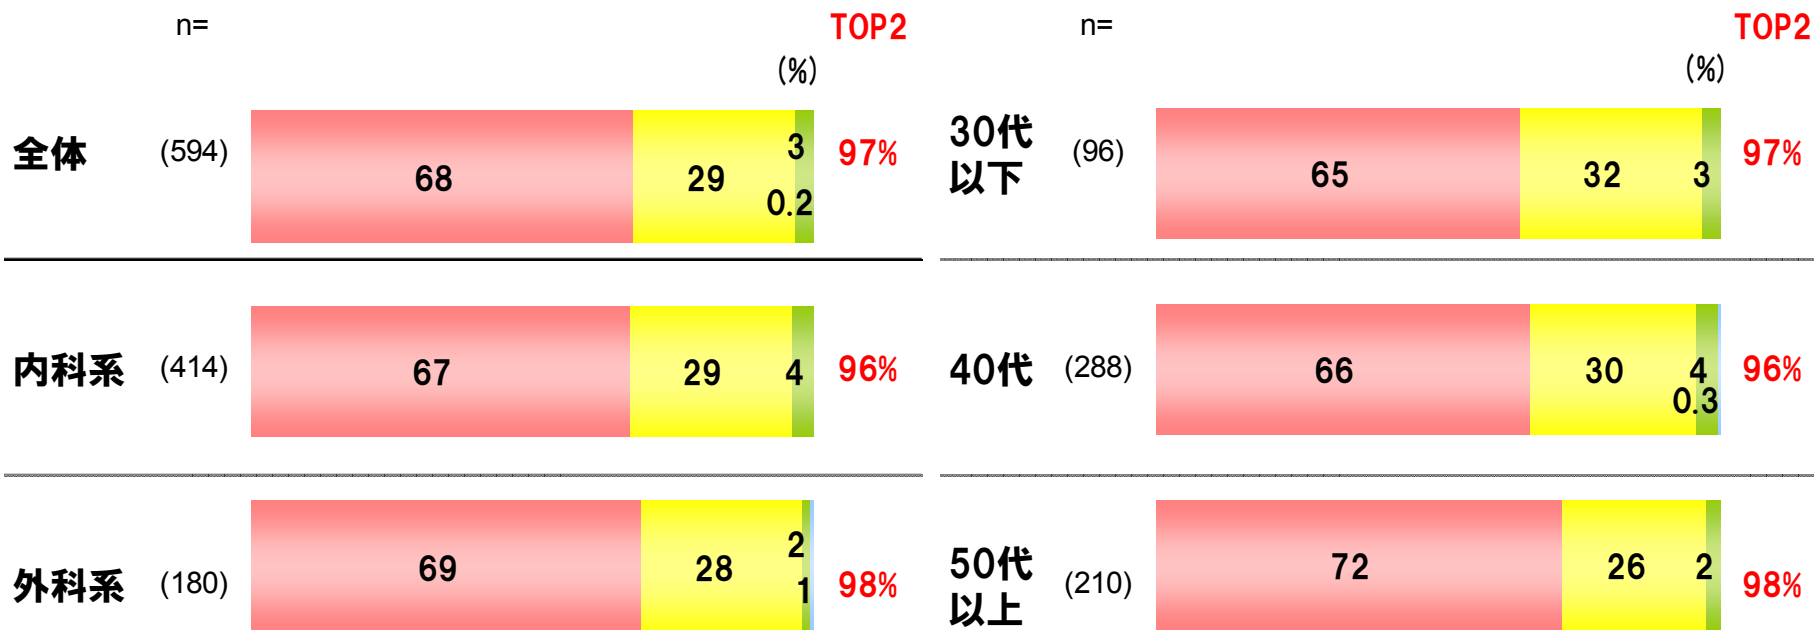 n=
TOP2
(%)
全体 (594) 68 29 3 0.2 97%
内科系 (414) 67 29 4 96%
外科系 (180) 69 28 2 1 98%
n=
TOP2
(%)
30代
以下 (96) 65 32 3 97%
40代 (288) 66 30 4 0.3 96%
50代
以上 (210) 72 26 2 98%